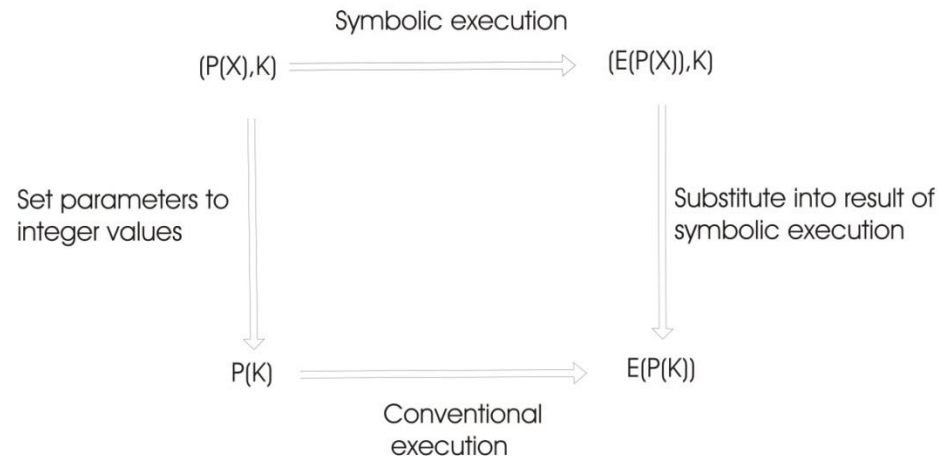 Symbolic execution
(P(X),K)
(E(P(X)),K)
Set parameters to
integer values
Substitute into result of
symbolic execution
P(K)
E(P(K))
Conventional
execution